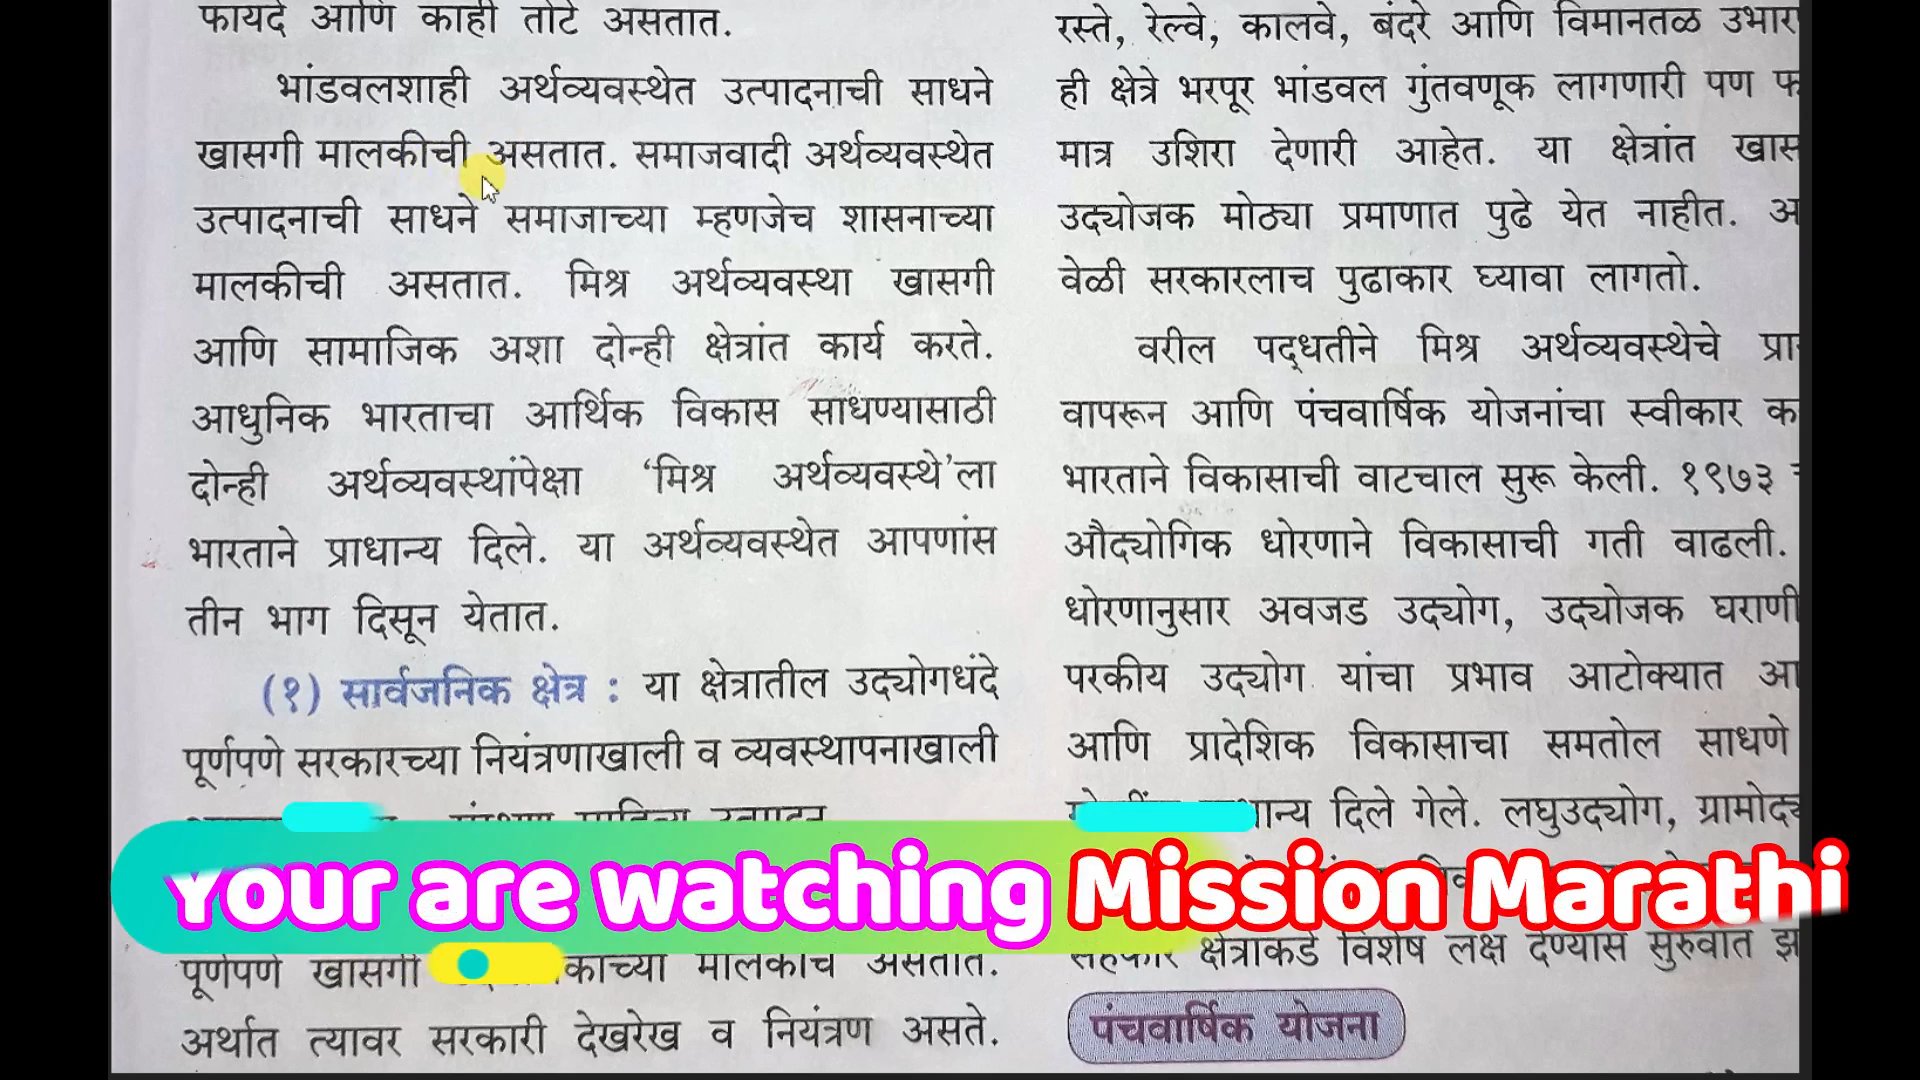 फायदे आणि काही तोटे असतात.
भांडवलशाही अर्थव्यवस्थेत उत्पादनाची साधने
खासगी मालकीची असतात. समाजवादी अर्थव्यवस्थेत
उत्पादनाची साधने समाजाच्या म्हणजेच शासनाच्या
मालकीची असतात. मिश्र अर्थव्यवस्था खासगी
आणि सामाजिक अशा दोन्ही क्षेत्रांत कार्य करते.
आधुनिक भारताचा आर्थिक विकास साधण्यासाठी
दोन्ही अर्थव्यवस्थांपेक्षा ‘मिश्र अर्थव्यवस्थे’ला
भारताने प्राधान्य दिले. या अर्थव्यवस्थेत आपणांस
तीन भाग दिसून येतात.
(१) सार्वजनिक क्षेत्र : या क्षेत्रातील उद्योगधंदे
पूर्णपणे सरकारच्या नियंत्रणाखाली व व्यवस्थापनाखाली
पूर्णपणे खासगी मालकीचे असतात.
अर्थात त्यावर सरकारी देखरेख व नियंत्रण असते.
रस्ते, रेल्वे, कालवे, बंदरे आणि विमानतळ
ही क्षेत्रे भरपूर भांडवल गुंतवणूक लागणारी पण
मात्र उशिरा देणारी आहेत. या क्षेत्रांत
उद्योजक मोठ्या प्रमाणात पुढे येत नाहीत.
वेळी सरकारलाच पुढाकार घ्यावा लागतो.
वरील पद्धतीने मिश्र अर्थव्यवस्थेचे
वापरून आणि पंचवार्षिक योजनांचा स्वीकार
भारताने विकासाची वाटचाल सुरू केली. १९७३
औद्योगिक धोरणाने विकासाची गती वाढली.
धोरणानुसार अवजड उद्योग, उद्योजक घराणी
परकीय उद्योग यांचा प्रभाव आटोक्यात
आणि प्रादेशिक विकासाचा समतोल साधणे
दिले गेले. लघुउद्योग,
सहकार क्षेत्राकडे विशेष लक्ष देण्यास सुरुवात
पंचवार्षिक योजना
Your are watching Mission Marathi